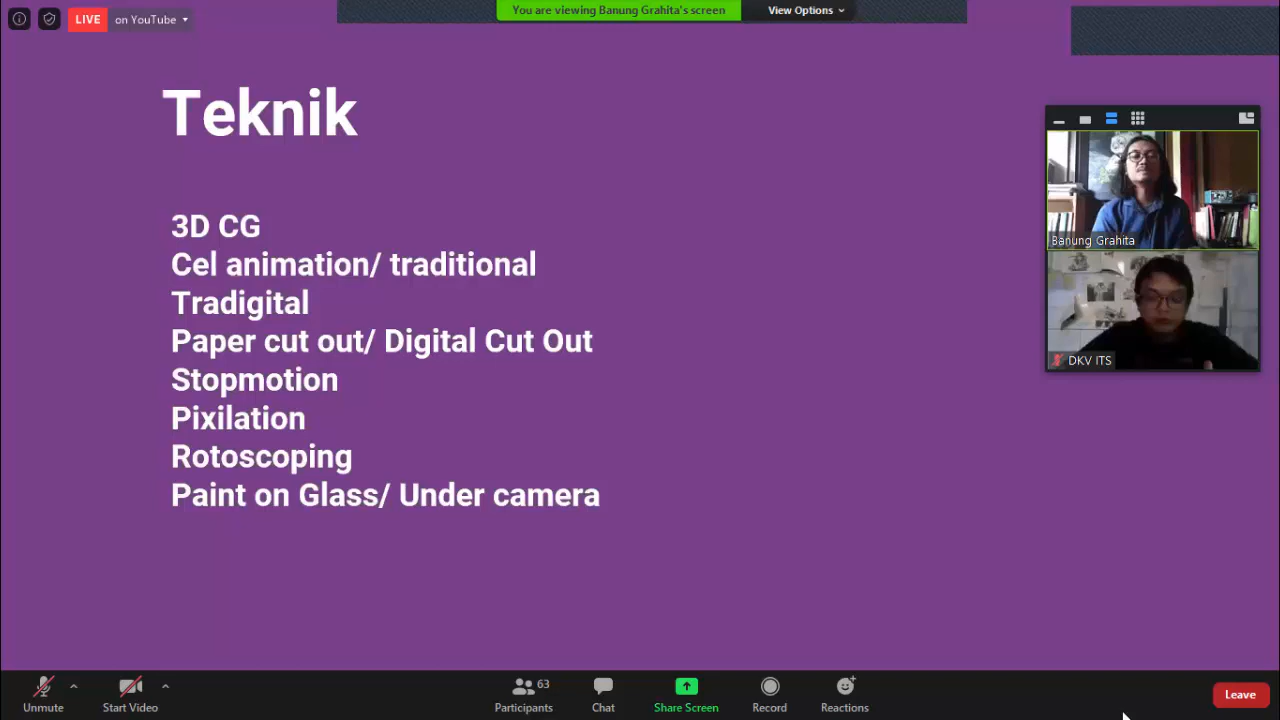 LIVE on YouTube
You are viewing Banung Grahita's screen View Options
Teknik
3D CG
Cel animation/ traditional
Tradigital
Paper cut out/ Digital Cut Out
Stopmotion
Pixilation
Rotoscoping
Paint on Glass/ Under camera
Banung Grahita
DKV ITS
Unmute
Start Video
63
Participants
Chat
Share Screen
Record
Reactions
Leave